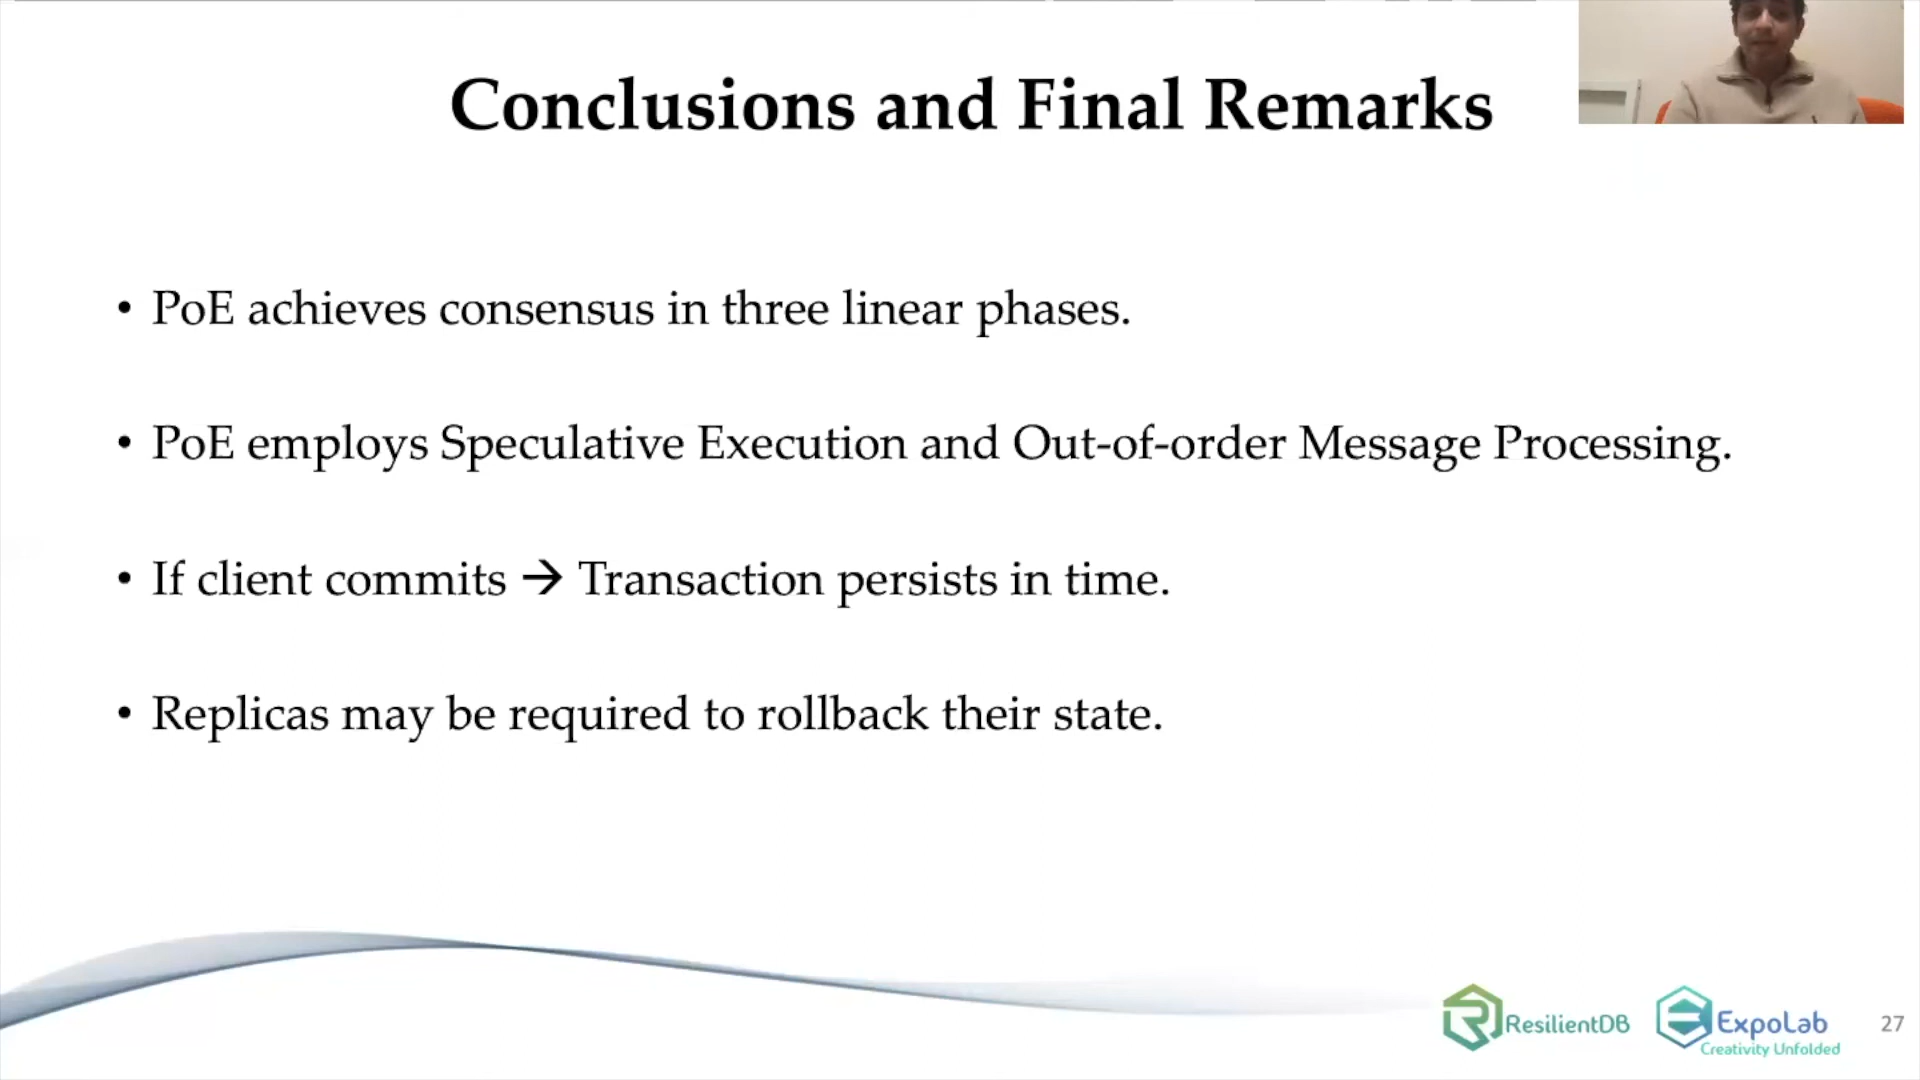 Conclusions and Final Remarks
• PoE achieves consensus in three linear phases.
• PoE employs Speculative Execution and Out-of-order Message Processing.
• If client commits → Transaction persists in time.
• Replicas may be required to rollback their state.
ResilientDB
ExpoLab
Creativity Unfolded
27